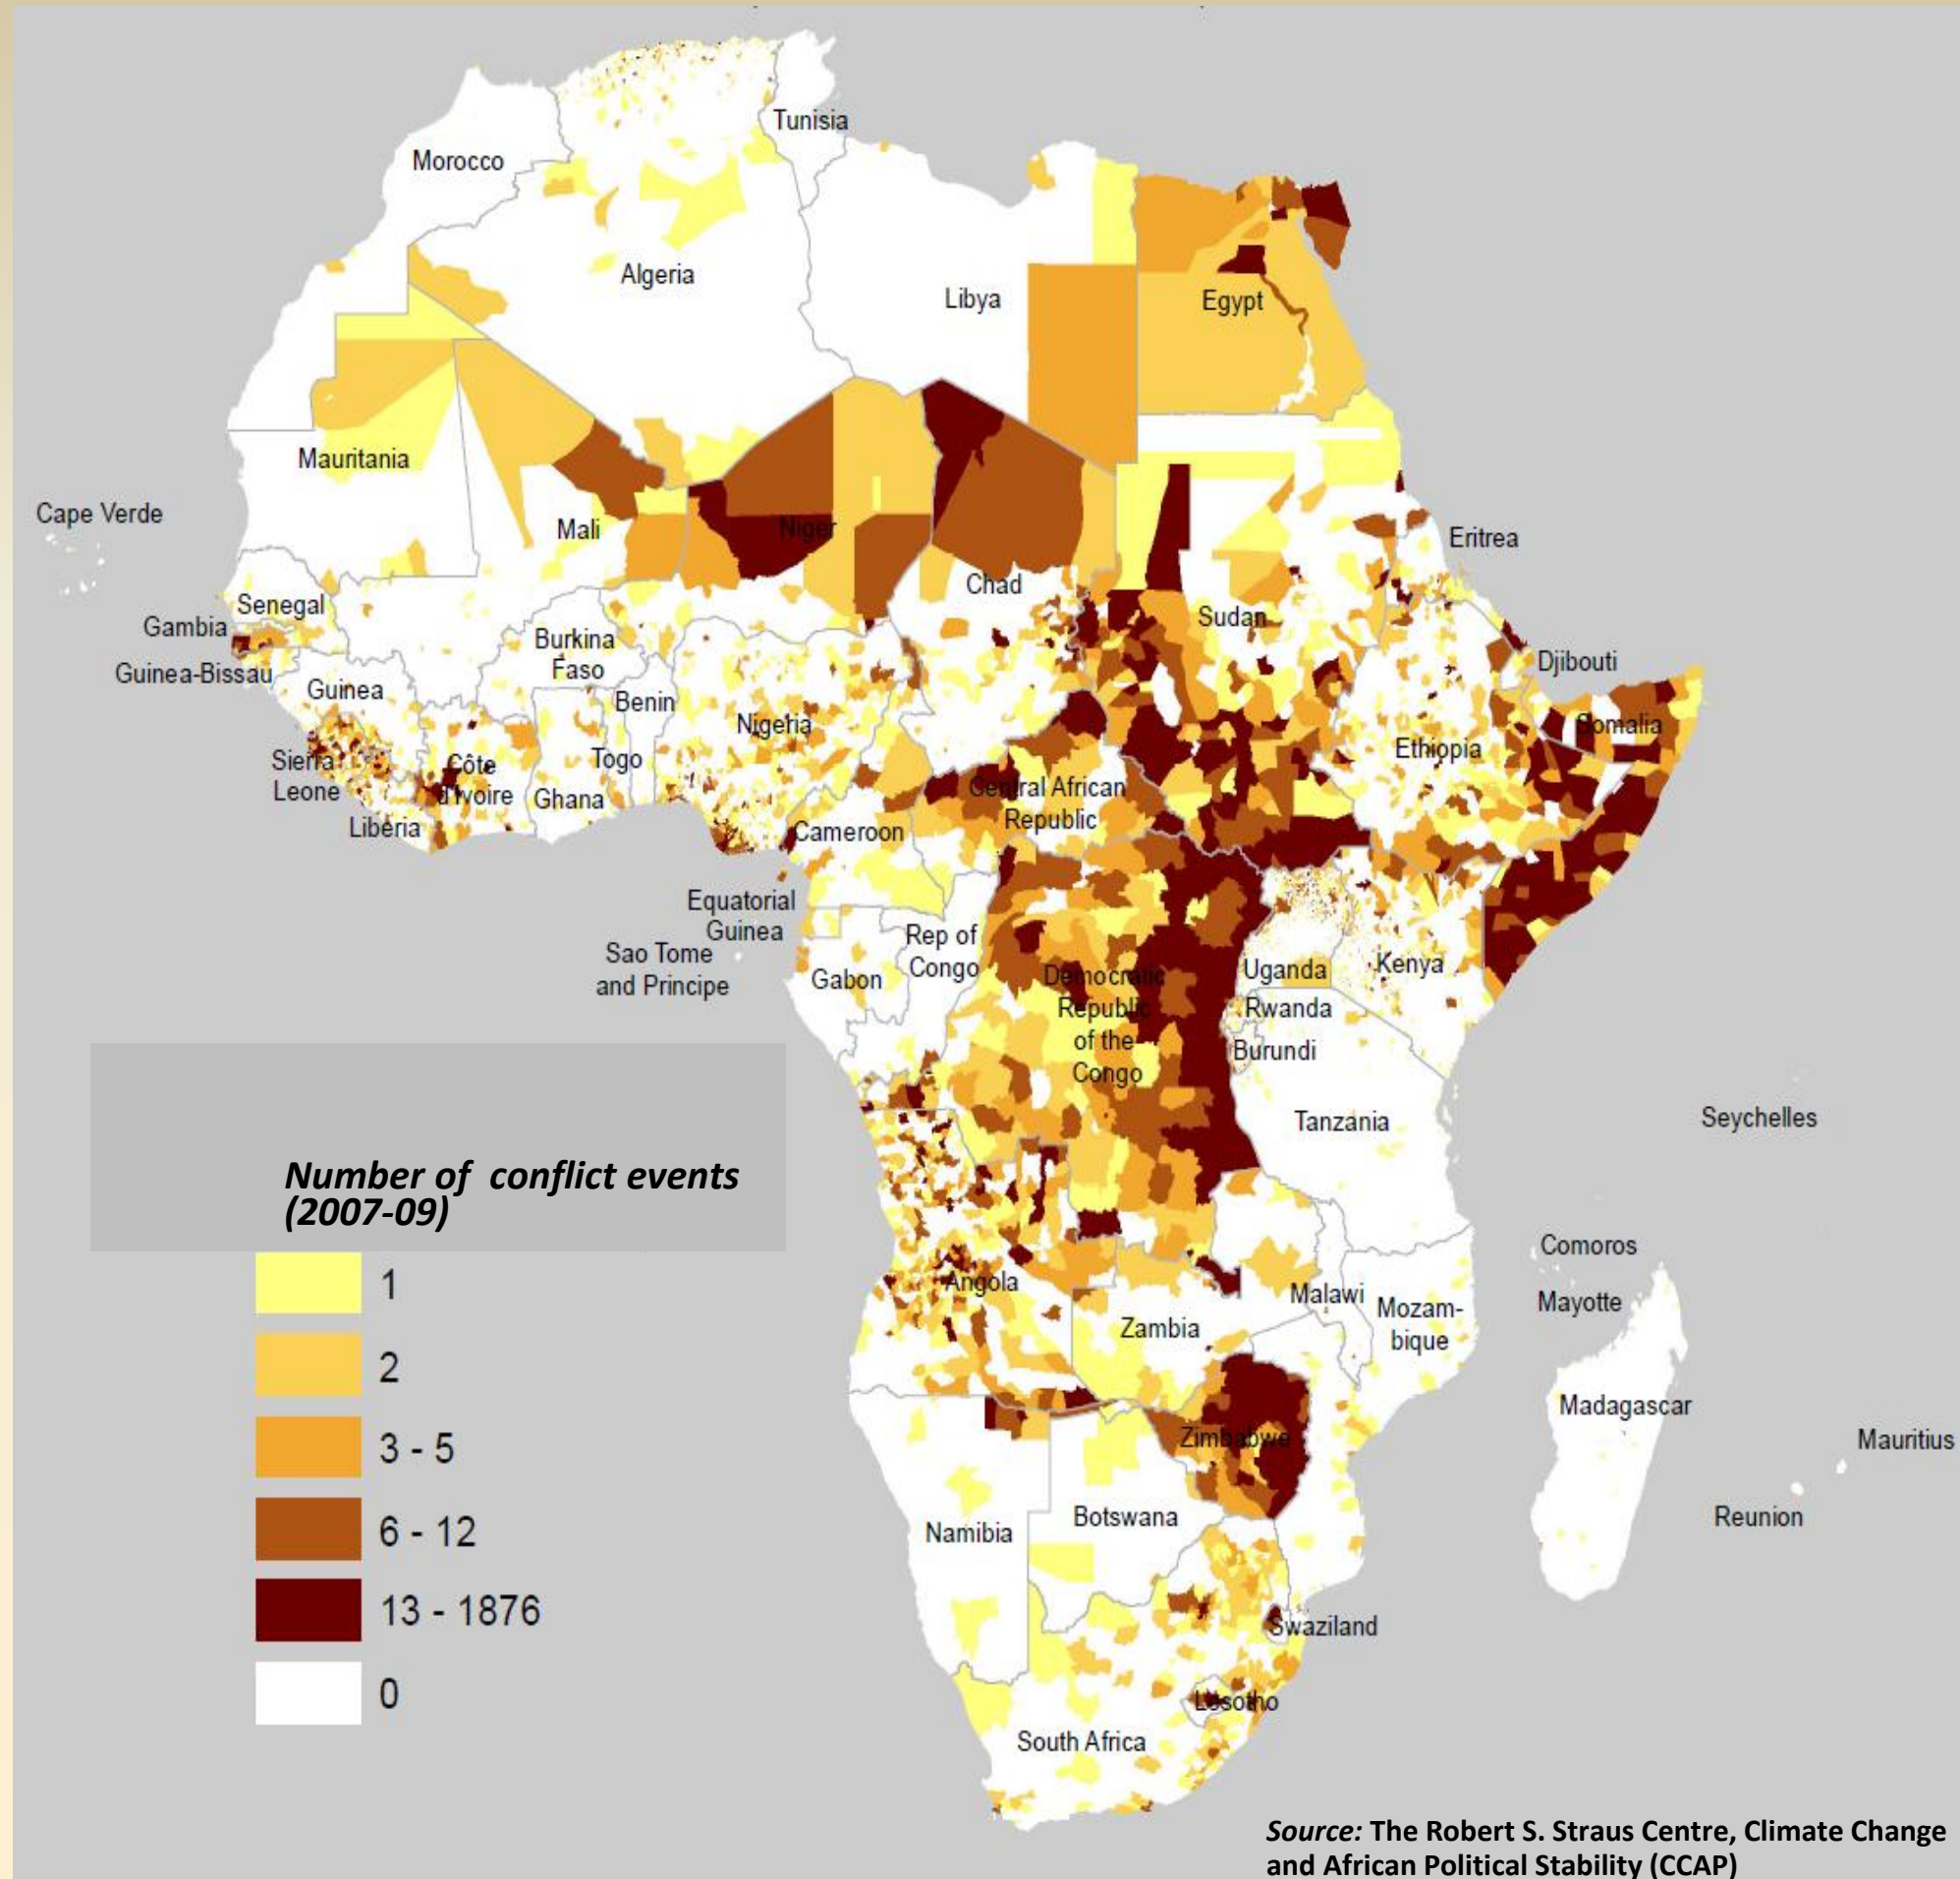 Tunisia
Morocco
Algeria
Libya
Egypt
Mauritania
Cape Verde
Mali
Niger
Eritrea
Chad
Senegal
Sudan
Gambia
Burkina
Faso
Djibouti
Guinea-Bissau
Guinea
Benin
Nigeria
Somalia
Ethiopia
Sierra
Leone
Côte
d'Ivoire
Togo
Ghana
Central African
Republic
Liberia
Cameroon
Equatorial
Guinea
Rep of
Congo
Sao Tome
and Principe
Gabon
Democratic
Republic
of the
Congo
Uganda
Kenya
Rwanda
Burundi
Tanzania
Seychelles
Number of conflict events
(2007-09)
1
2
3 - 5
6 - 12
13 - 1876
0
Comoros
Mayotte
Angola
Malawi
Mozam-
bique
Zambia
Madagascar
Mauritius
Zimbabwe
Reunion
Botswana
Namibia
Swaziland
Lesotho
South Africa
Source: The Robert S. Straus Centre, Climate Change
and African Political Stability (CCAP)